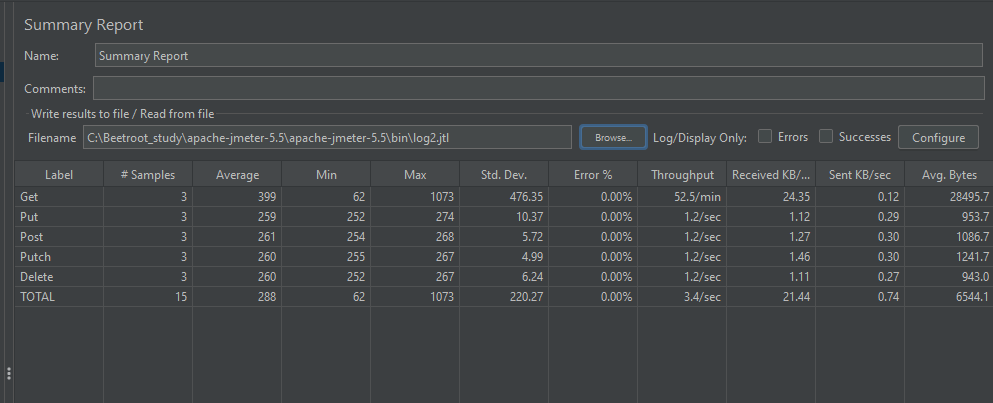 Summary Report
Name: Summary Report
Comments:
Write results to file / Read from file
Filename C:\Beetroot_study\apache-jmeter-5.5\apache-jmeter-5.5\bin\log2.jtl Browse... Log/Display Only: Errors Successes Configure
Label # Samples Average Min Max Std. Dev. Error % Throughput Received KB/... Sent KB/sec Avg. Bytes
Get 3 399 62 1073 476.35 0.00% 52.5/min 24.35 0.12 28495.7
Put 3 259 252 274 10.37 0.00% 1.2/sec 1.12 0.29 953.7
Post 3 261 254 268 5.72 0.00% 1.2/sec 1.27 0.30 1086.7
Putch 3 260 255 267 4.99 0.00% 1.2/sec 1.46 0.30 1241.7
Delete 3 260 252 267 6.24 0.00% 1.2/sec 1.11 0.27 943.0
TOTAL 15 288 62 1073 220.27 0.00% 3.4/sec 21.44 0.74 6544.1